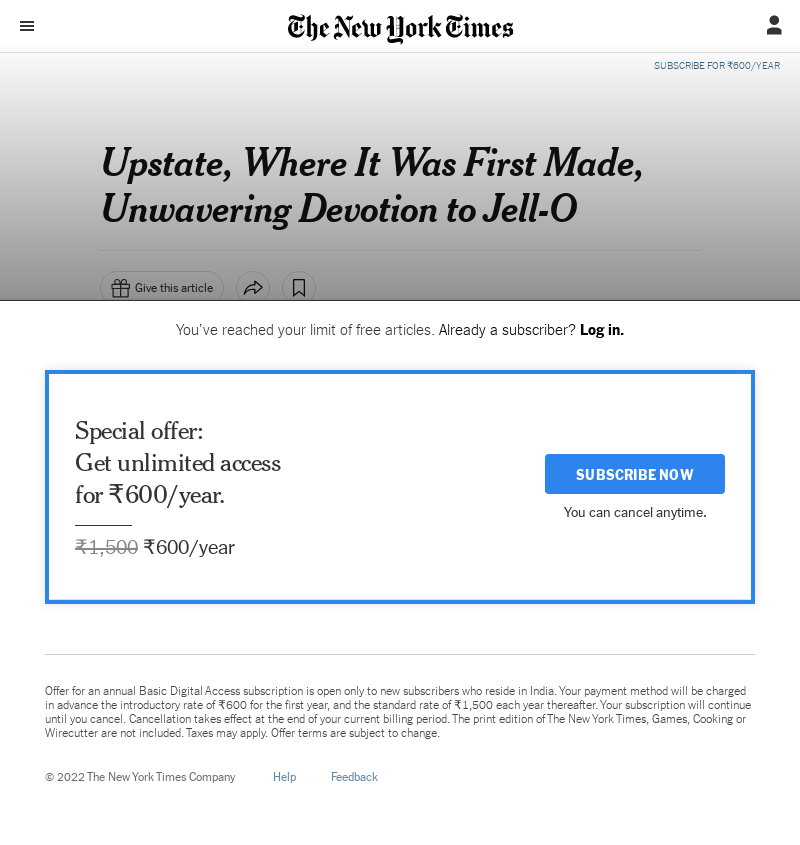 The New York Times
SUBSCRIBE FOR ₹600/YEAR
Upstate, Where It Was First Made,
Unwavering Devotion to Jell-O
Give this article
You’ve reached your limit of free articles. Already a subscriber? Log in.
Special offer:
Get unlimited access
for ₹600/year.
₹1,500 ₹600/year
SUBSCRIBE NOW
You can cancel anytime.
Offer for an annual Basic Digital Access subscription is open only to new subscribers who reside in India. Your payment method will be charged
in advance the introductory rate of ₹600 for the first year, and the standard rate of ₹1,500 each year thereafter. Your subscription will continue
until you cancel. Cancellation takes effect at the end of your current billing period. The print edition of The New York Times, Games, Cooking or
Wirecutter are not included. Taxes may apply. Offer terms are subject to change.
© 2022 The New York Times Company Help Feedback